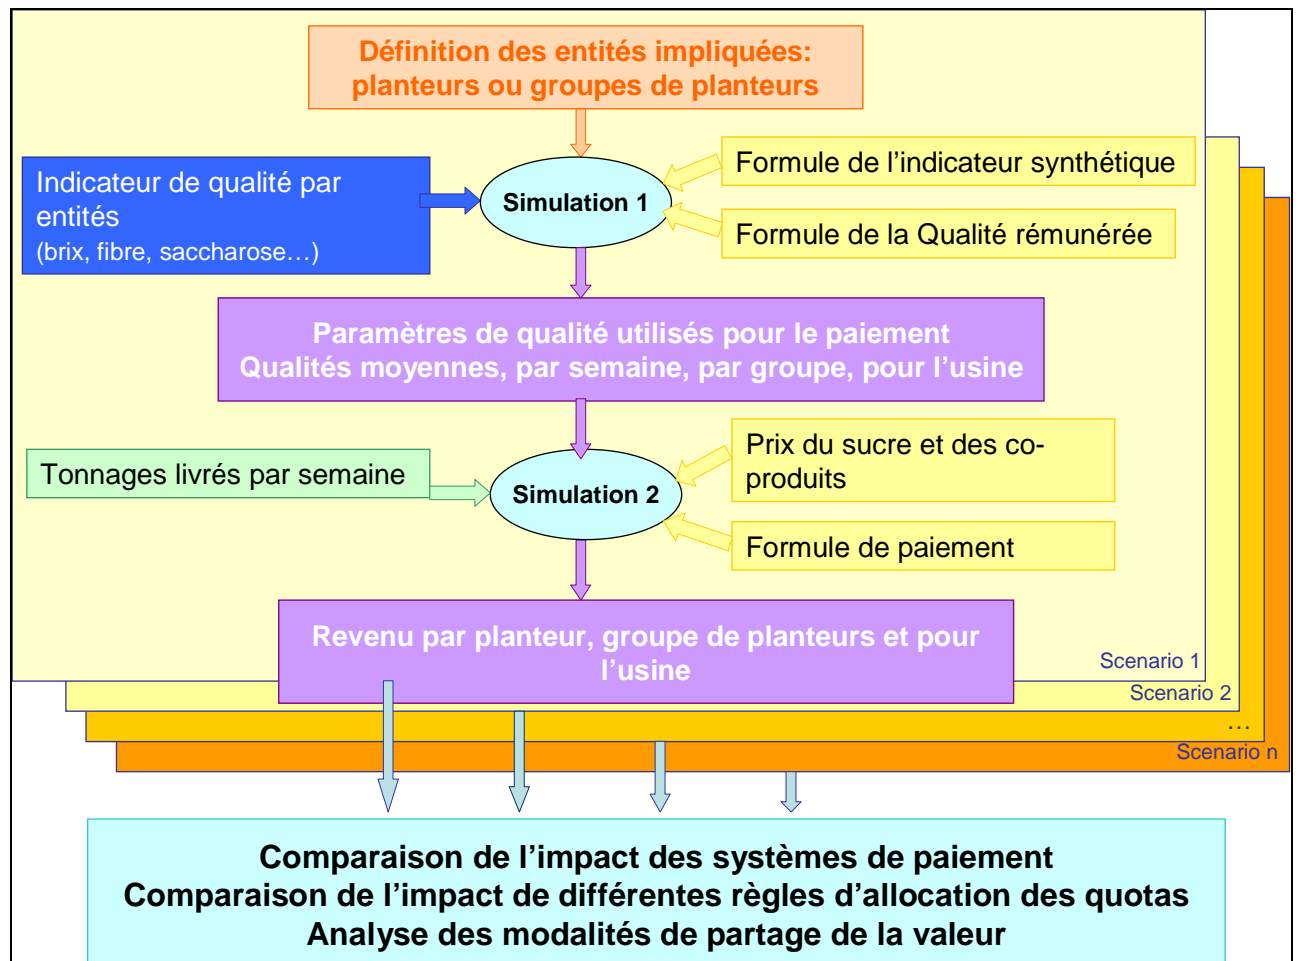 Définition des entités impliquées:
planteurs ou groupes de planteurs
Indicateur de qualité par
entités
(brix, fibre, saccharose…)
Simulation 1
Formule de l’indicateur synthétique
Formule de la Qualité rémunérée
Paramètres de qualité utilisés pour le paiement
Qualités moyennes, par semaine, par groupe, pour l’usine
Tonnages livrés par semaine
Simulation 2
Prix du sucre et des co-
produits
Formule de paiement
Revenu par planteur, groupe de planteurs et pour
l’usine
Scenario 1
Scenario 2
…
Scenario n
Comparaison de l’impact des systèmes de paiement
Comparaison de l’impact de différentes règles d’allocation des quotas
Analyse des modalités de partage de la valeur